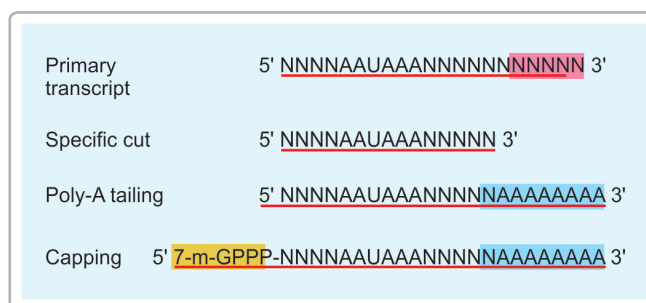 Primary 5' NNNNAAUAAANNNNNNNNNNN 3'
transcript
Specific cut 5' NNNNAAUAAANNNNN 3'
Poly-A tailing 5' NNNNAAUAAANNNNNAAAAAAAA 3'
Capping 5' 7-m-GPPP-NNNNAAUAAANNNNNAAAAAAAA 3'